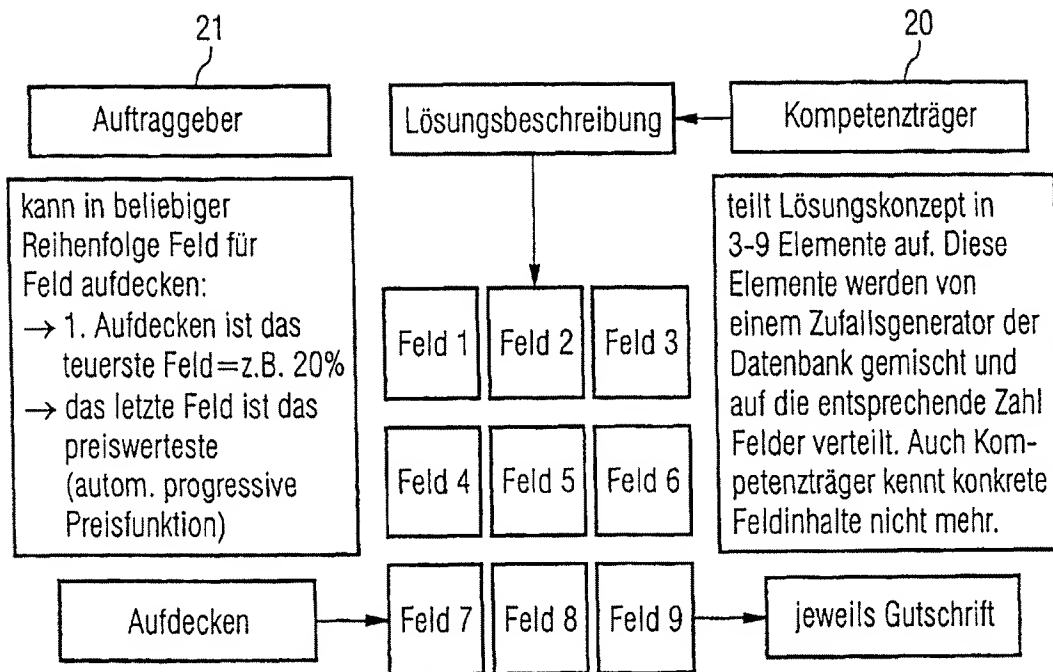 21
20
Auftraggeber
Lösungsbeschreibung
Kompetenzträger
kann in beliebiger
Reihenfolge Feld für
Feld aufdecken:
→ 1. Aufdecken ist das
teuerste Feld=z.B. 20%
→ das letzte Feld ist das
preiswerteste
(autom. progressive
Preisfunktion)
teilt Lösungskonzept in
3-9 Elemente auf. Diese
Elemente werden von
einem Zufallsgenerator der
Datenbank gemischt und
auf die entsprechende Zahl
Felder verteilt. Auch Kom-
petenzträger kennt konkrete
Feldinhalte nicht mehr.
Feld 1
Feld 2
Feld 3
Feld 4
Feld 5
Feld 6
Aufdecken
Feld 7
Feld 8
Feld 9
jeweils Gutschrift